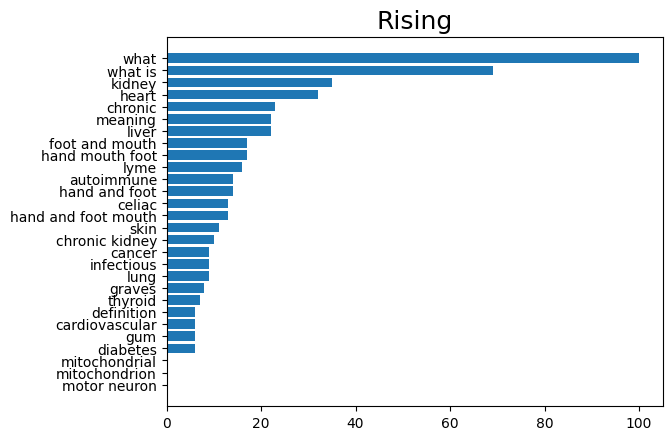 Rising
what
what is
kidney
heart
chronic
meaning
liver
foot and mouth
hand mouth foot
lyme
autoimmune
hand and foot
celiac
hand and foot mouth
skin
chronic kidney
cancer
infectious
lung
graves
thyroid
definition
cardiovascular
gum
diabetes
mitochondrial
mitochondrion
motor neuron
0 20 40 60 80 100